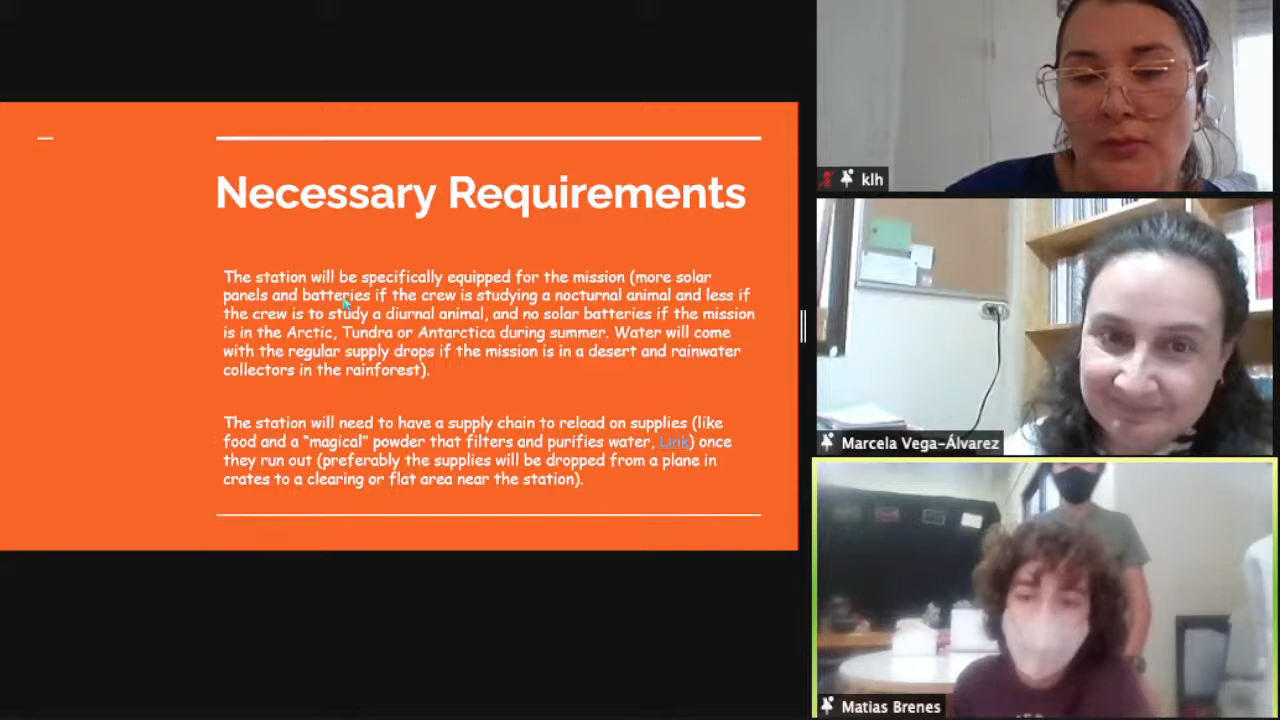 Necessary Requirements
The station will be specifically equipped for the mission (more solar
panels and batteries if the crew is studying a nocturnal animal and less if
the crew is to study a diurnal animal, and no solar batteries if the mission
is in the Arctic, Tundra or Antarctica during summer. Water will come
with the regular supply drops if the mission is in a desert and rainwater
collectors in the rainforest).
The station will need to have a supply chain to reload on supplies (like
food and a “magical” powder that filters and purifies water, Link) once
they run out (preferably the supplies will be dropped from a plane in
crates to a clearing or flat area near the station).
klh
Marcela Vega-Álvarez
Matias Brenes